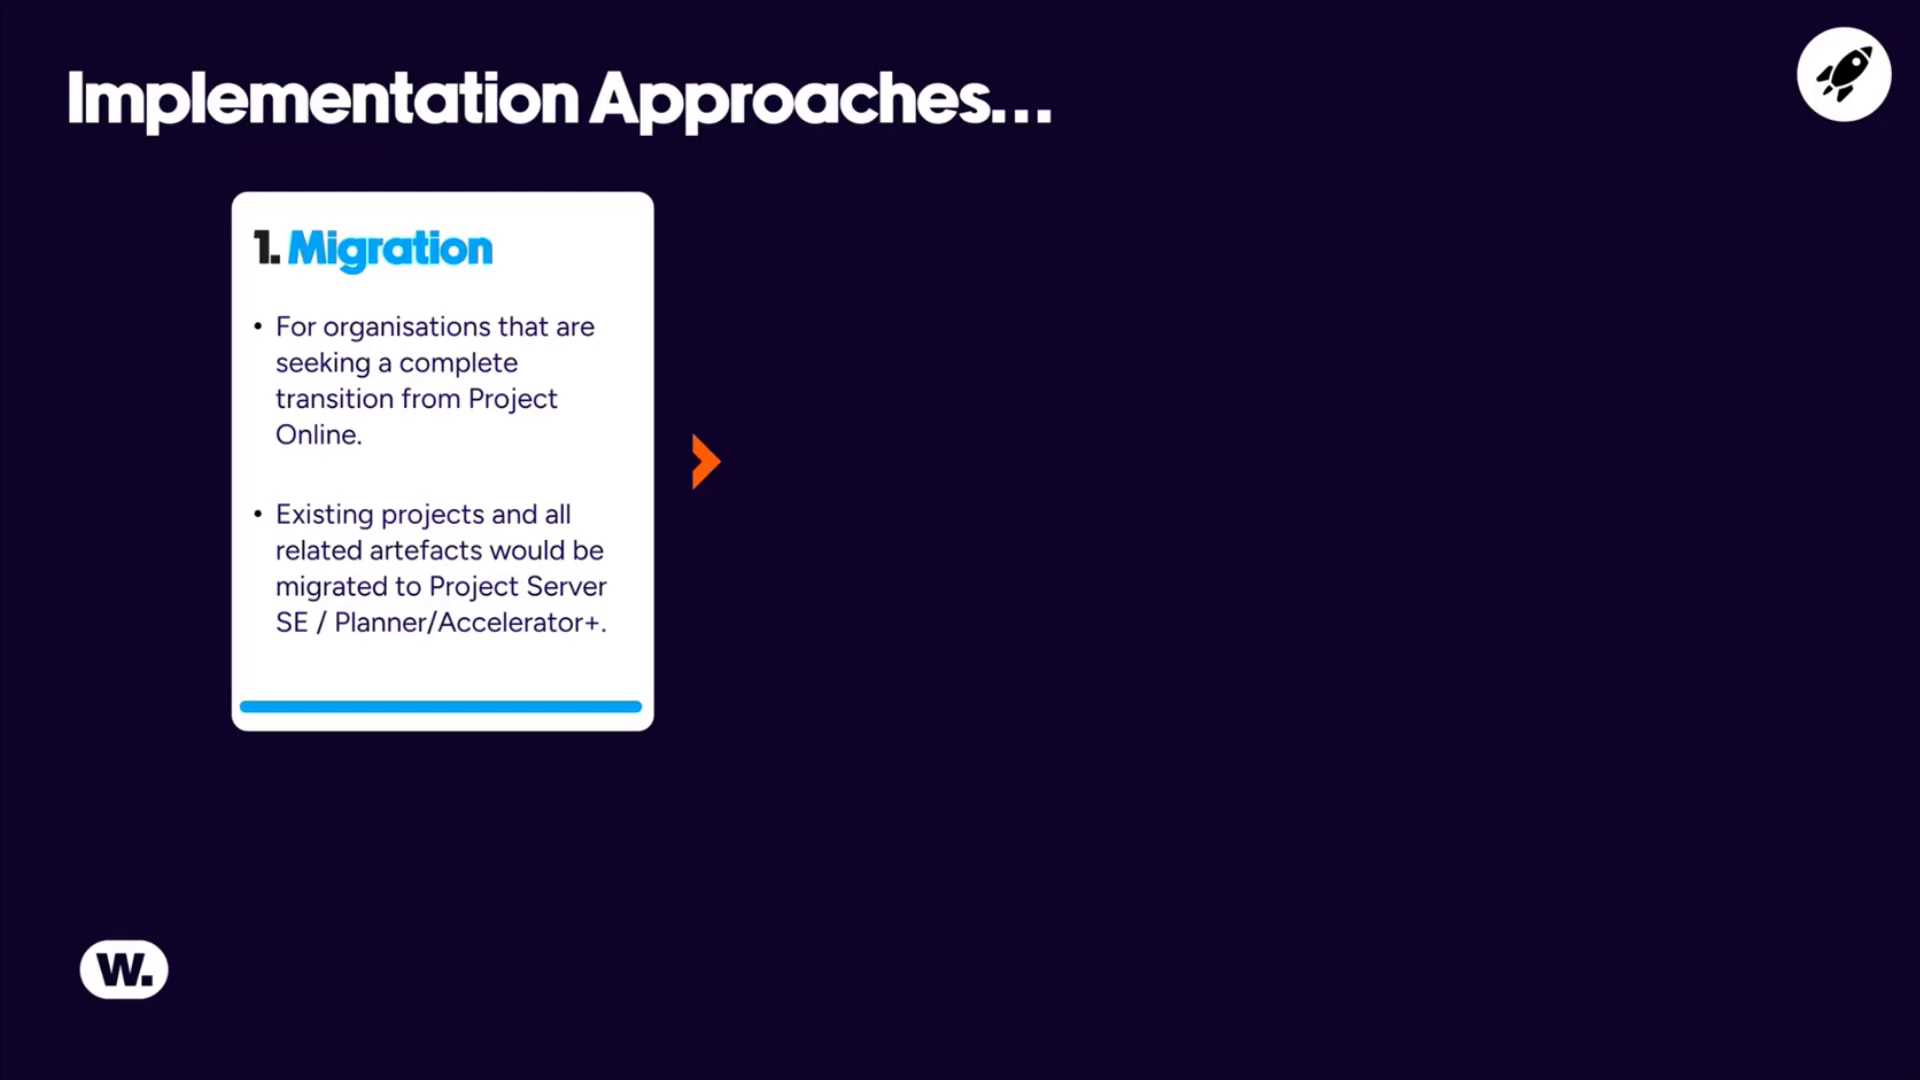 Implementation Approaches...
1. Migration
• For organisations that are
seeking a complete
transition from Project
Online.
• Existing projects and all
related artefacts would be
migrated to Project Server
SE / Planner/Accelerator+.
W.